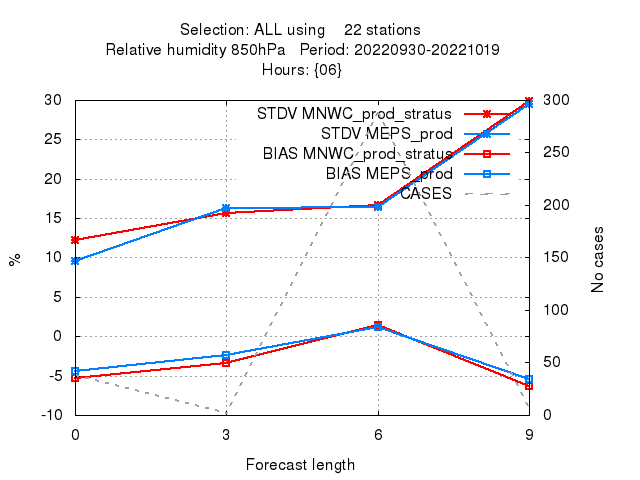 Selection: ALL using 22 stations
Relative humidity 850hPa Period: 20220930-20221019
Hours: {06}
STDV MNWC_prod_stratus
STDV MEPS_prod
BIAS MNWC_prod_stratus
BIAS MEPS_prod
CASES
30
25
20
15
10
5
0
-5
-10
%
300
250
200
150
100
50
0
No cases
0 3 6 9
Forecast length